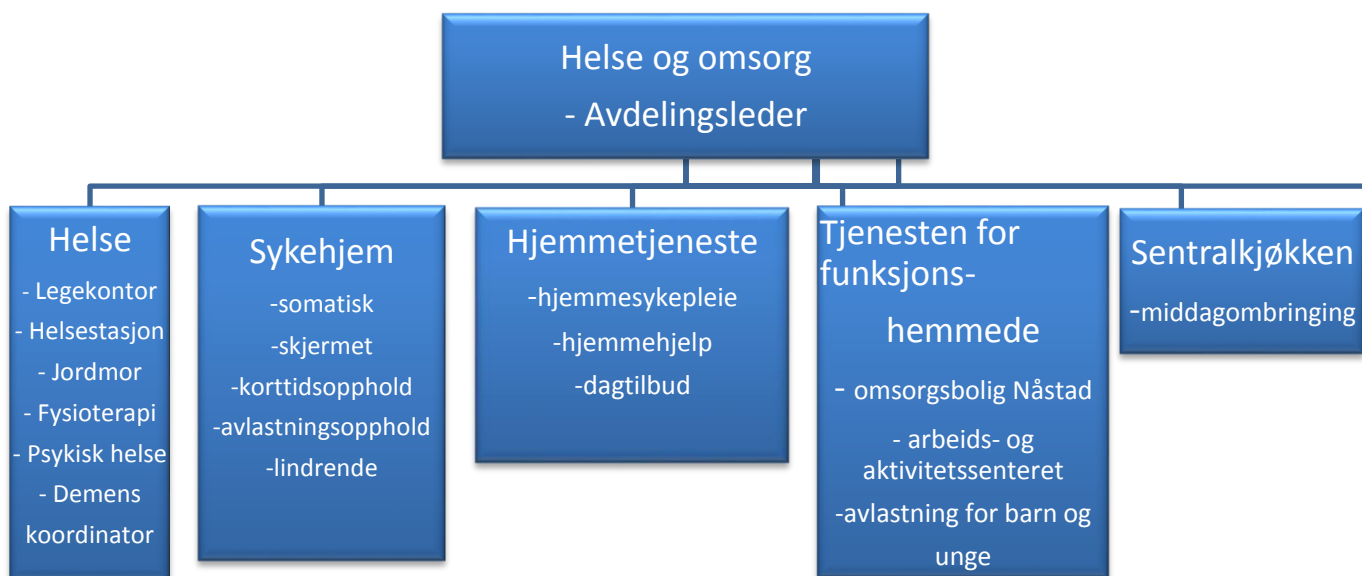 Helse og omsorg
- Avdelingsleder
Helse
- Legekontor
- Helsestasjon
- Jordmor
- Fysioterapi
- Psykisk helse
- Demens
koordinator
Sykehjem
-somatisk
-skjermet
-korttidsopphold
-avlastningsopphold
-lindrende
Hjemmetjeneste
-hjemmesykepleie
-hjemmehjelp
-dagtilbud
Tjenesten for
funksjons-
hemmede
- omsorgsbolig Nåstad
- arbeids- og
aktivitetssenteret
-avlastning for barn og
unge
Sentralkjøkken
-middagombringing